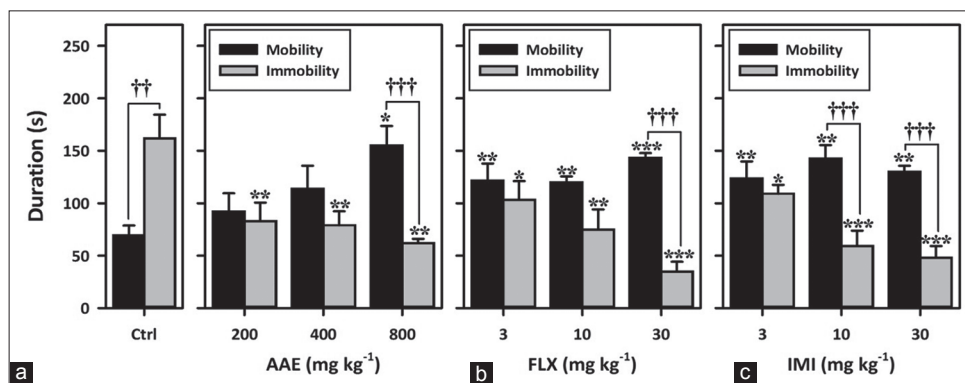 Duration (s)
250
200
150
100
50
0
††
Ctrl
a
Mobility
Immobility
** ** * ** †††
200 400 800
AAE (mg kg-1)
b
Mobility
Immobility
** * ** ** *** *** †††
3 10 30
FLX (mg kg-1)
c
Mobility
Immobility
** * ** *** ††† ** *** †††
3 10 30
IMI (mg kg-1)